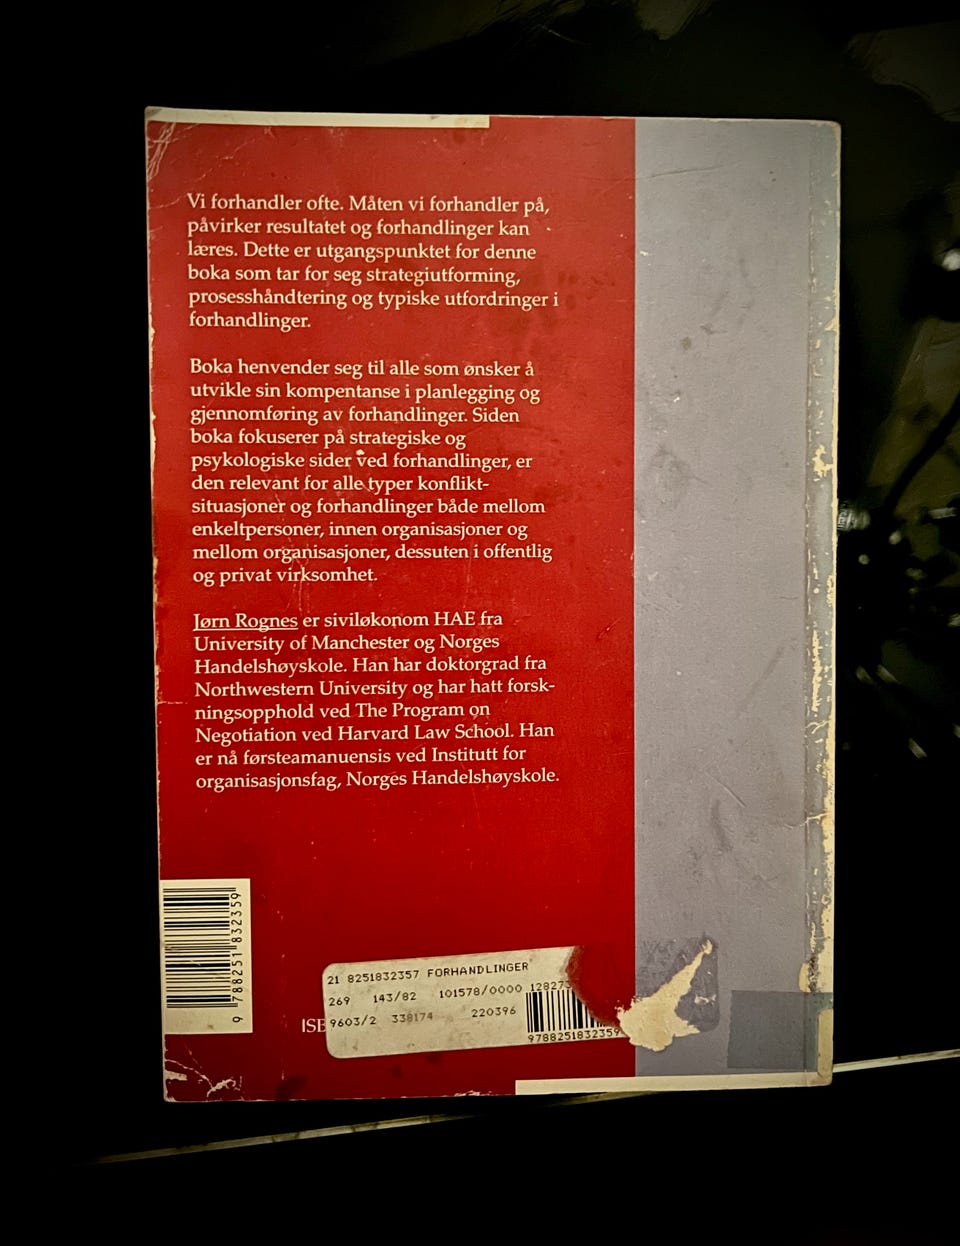 Vi forhandler ofte. Måten vi forhandler på,
påvirker resultatet og forhandlinger kan
læres. Dette er utgangspunktet for denne
boka som tar for seg strategiutforming,
prosesshåndtering og typiske utfordringer i
forhandlinger.
Boka henvender seg til alle som ønsker å
utvikle sin kompentanse i planlegging og
gjennomføring av forhandlinger. Siden
boka fokuserer på strategiske og
psykologiske sider ved forhandlinger, er
den relevant for alle typer konflikt-
situasjoner og forhandlinger både mellom
enkeltpersoner, innen organisasjoner og
mellom organisasjoner, dessuten i offentlig
og privat virksomhet.
Jørn Rognes er siviløkonom HAE fra
University of Manchester og Norges
Handelshøyskole. Han har doktorgrad fra
Northwestern University og har hatt forsk-
ningsopphold ved The Program on
Negotiation ved Harvard Law School. Han
er nå førsteamanuensis ved Institutt for
organisasjonsfag, Norges Handelshøyskole.
9 788251 832359
21 8251832357 FORHANDLINGER
269 143/82 101578/0000 128273
9603/2 338174 220396
9788251832359